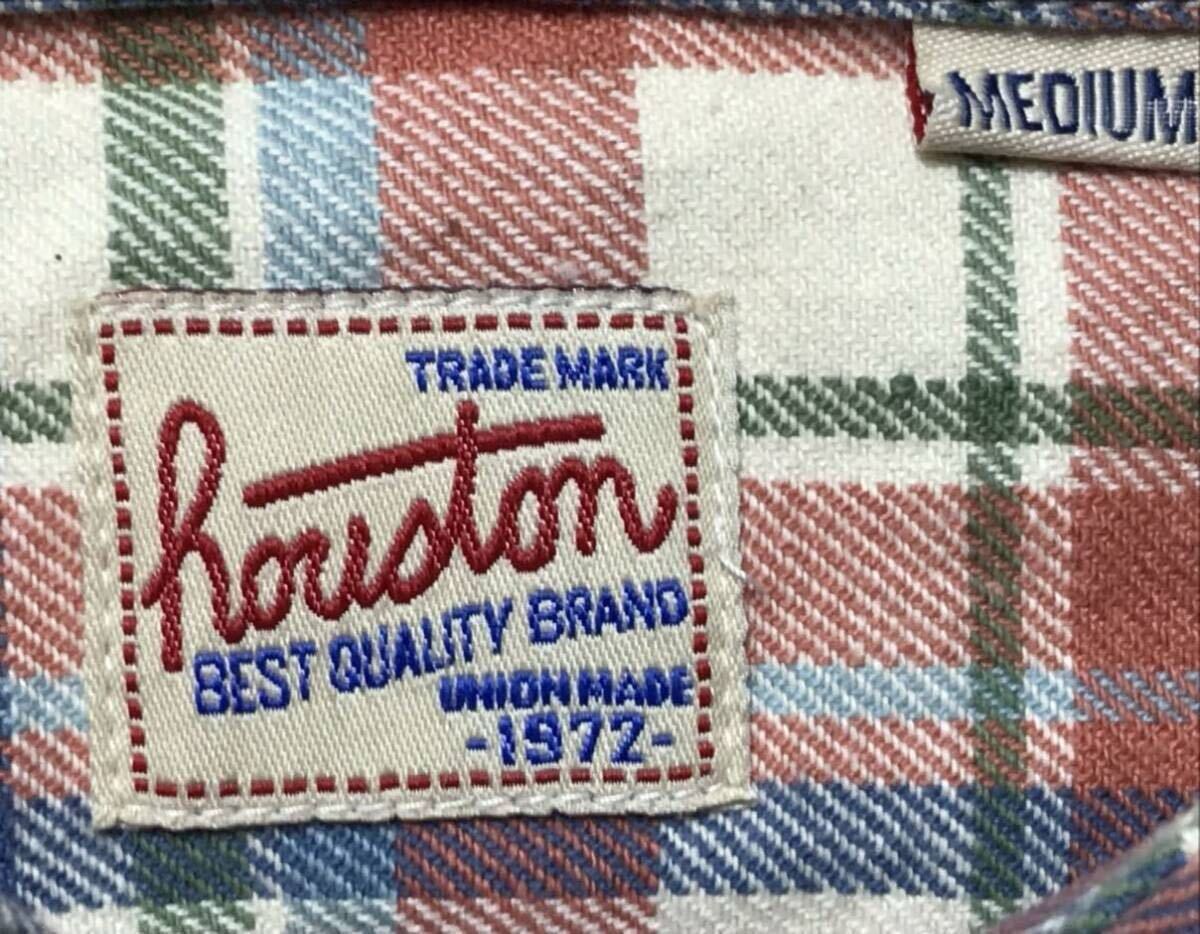 MEDIUM
TRADE MARK
houston
BEST QUALITY BRAND
UNION MADE
-1972-